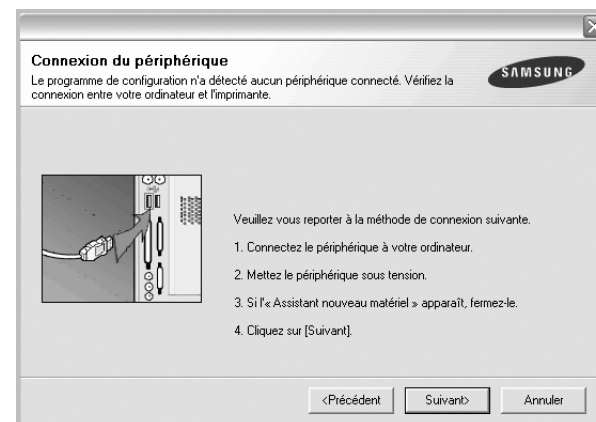 Connexion du périphérique
Le programme de configuration n'a détecté aucun périphérique connecté. Vérifiez la
connexion entre votre ordinateur et l'imprimante.
SAMSUNG
Veuillez vous reporter à la méthode de connexion suivante.
1. Connectez le périphérique à votre ordinateur.
2. Mettez le périphérique sous tension.
3. Si l'« Assistant nouveau matériel » apparaît, fermez-le.
4. Cliquez sur [Suivant].
<Précédent
Suivant>
Annuler